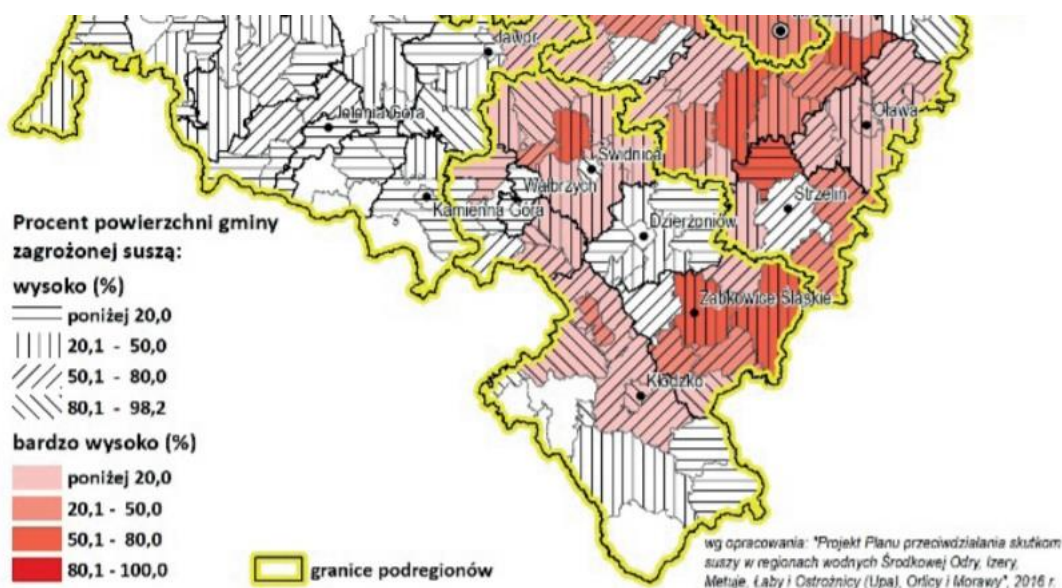 Jawor
Jelenia Góra
Oława
Świdnica
Wałbrzych
Strzelin
Kamienna Góra
Dzierżoniów
Procent powierzchni gminy
zagrożonej suszą:
wysoko (%)
poniżej 20,0
20,1 - 50,0
50,1 - 80,0
80,1 - 98,2
Ząbkowice Śląskie
Kłodzko
bardzo wysoko (%)
poniżej 20,0
20,1 - 50,0
50,1 - 80,0
80,1 - 100,0
granice podregionów
wg opracowania: "Projekt Planu przeciwdziałania skutkom
suszy w regionach wodnych Środkowej Odry, Izery,
Metuje, Łaby i Ostrożnicy (Upa), Orlicy i Morawy", 2016 r.